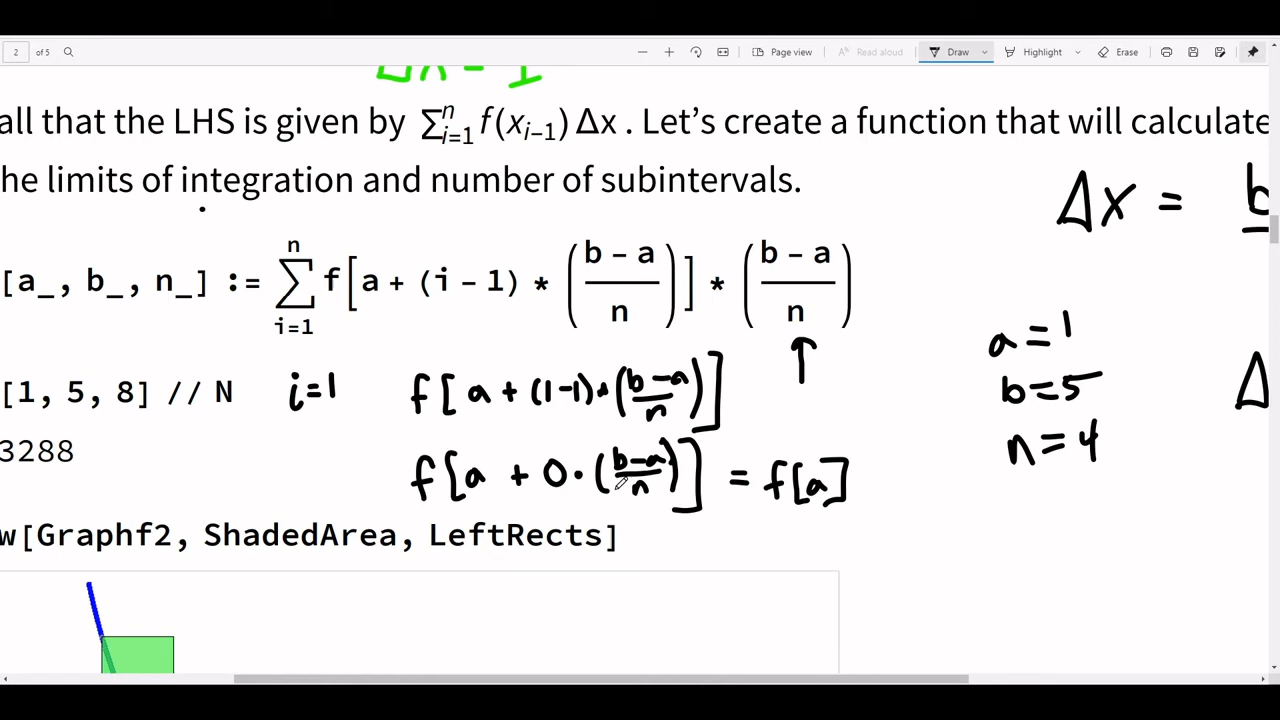 2 of 5 Page view Read aloud Draw Highlight Erase
Δx = 1
all that the LHS is given by ∑ⁿᵢ₌₁ f(xᵢ₋₁) Δx . Let's create a function that will calculate
he limits of integration and number of subintervals.
Δx = b
[a_, b_, n_] := n ∑ i=1 f[a + (i - 1) * ((b - a)/n)] * ((b - a)/n)
↑
a = 1
b = 5
n = 4
Δ
[1, 5, 8] // N
i=1 f[a + (1-1)*((b-a)/n)]
3288
f[a + 0·((b-a)/n)] = f[a]
w[Graphf2, ShadedArea, LeftRects]